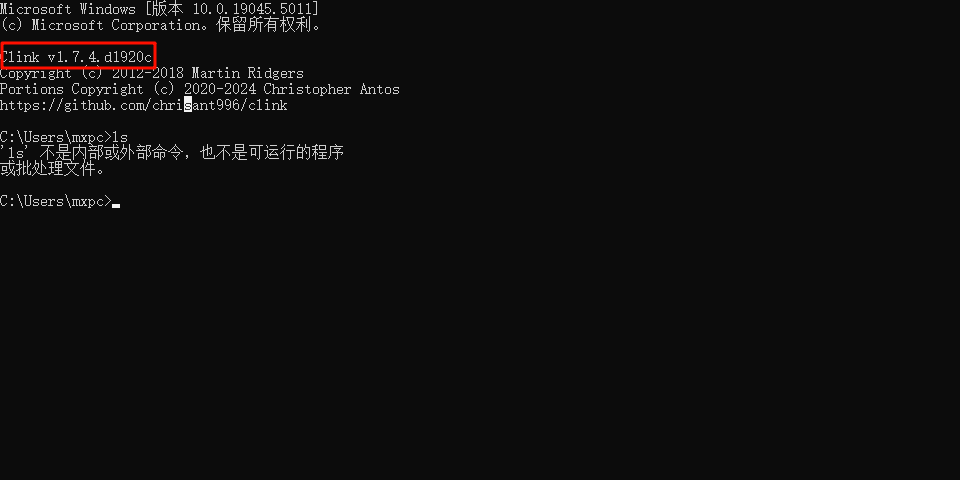 Microsoft Windows [版本 10.0.19045.5011]
(c) Microsoft Corporation。保留所有权利。
Clink v1.7.4.d1920c
Copyright (c) 2012-2018 Martin Ridgers
Portions Copyright (c) 2020-2024 Christopher Antos
https://github.com/chrisant996/clink
C:\Users\mxpc>ls
'ls' 不是内部或外部命令，也不是可运行的程序
或批处理文件。
C:\Users\mxpc>